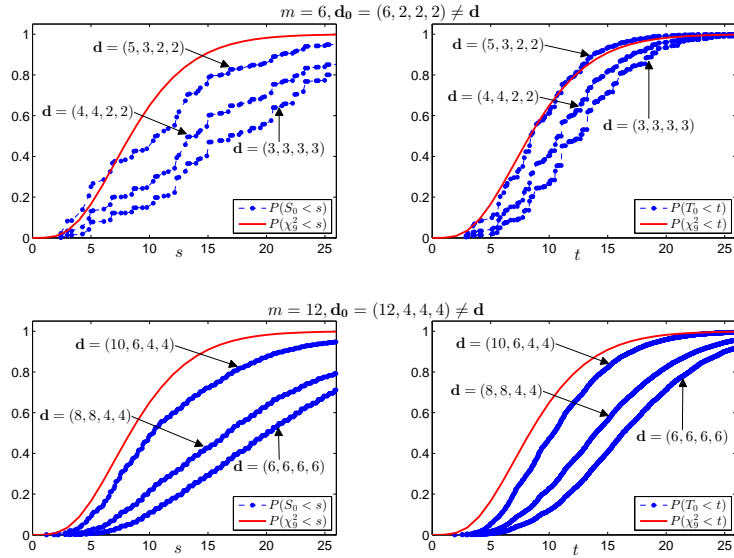 m = 6, d₀ = (6, 2, 2, 2) ≠ d
1
0.8
0.6
0.4
0.2
0
0 5 10 15 20 25
s
d = (5, 3, 2, 2)
d = (4, 4, 2, 2)
d = (3, 3, 3, 3)
P(S₀ < s)
P(χ²₉ < s)
1
0.8
0.6
0.4
0.2
0
0 5 10 15 20 25
t
d = (5, 3, 2, 2)
d = (4, 4, 2, 2)
d = (3, 3, 3, 3)
P(T₀ < t)
P(χ²₉ < t)
m = 12, d₀ = (12, 4, 4, 4) ≠ d
1
0.8
0.6
0.4
0.2
0
0 5 10 15 20 25
s
d = (10, 6, 4, 4)
d = (8, 8, 4, 4)
d = (6, 6, 6, 6)
P(S₀ < s)
P(χ²₉ < s)
1
0.8
0.6
0.4
0.2
0
0 5 10 15 20 25
t
d = (10, 6, 4, 4)
d = (8, 8, 4, 4)
d = (6, 6, 6, 6)
P(T₀ < t)
P(χ²₉ < t)